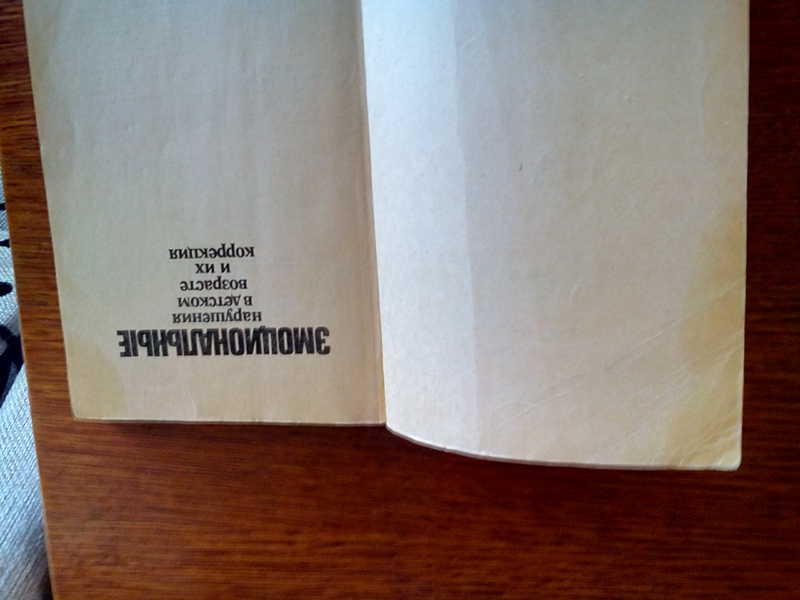 ЭМОЦИОНАЛЬНЫЕ
нарушения
в детском
возрасте
и их
коррекция